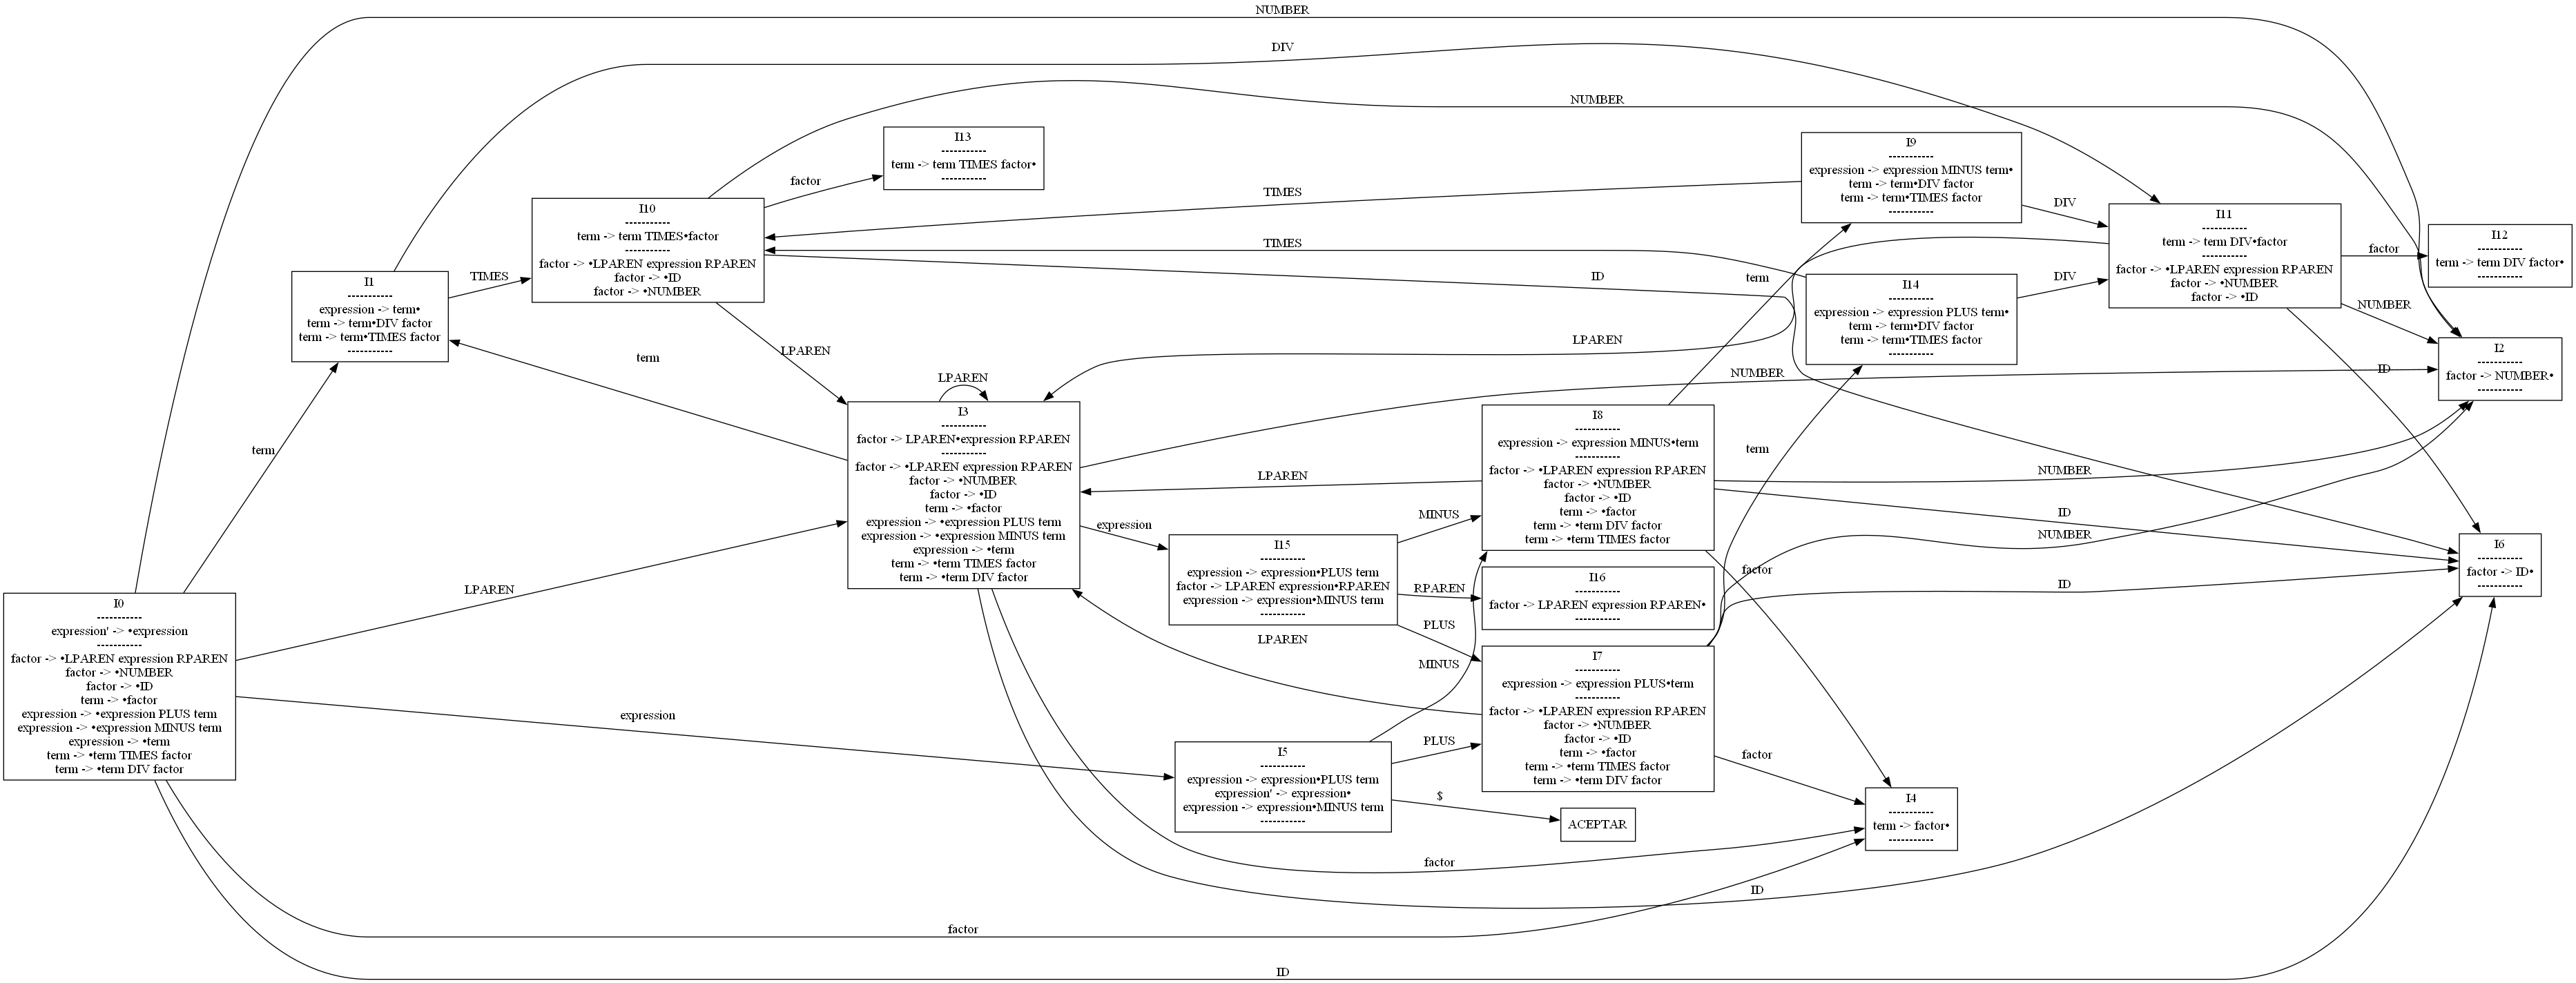 NUMBER
DIV
NUMBER
I13
-----------
term -> term TIMES factor•
-----------
factor
I9
-----------
expression -> expression MINUS term•
term -> term•DIV factor
term -> term•TIMES factor
-----------
TIMES
DIV
I10
-----------
term -> term TIMES•factor
-----------
factor -> •LPAREN expression RPAREN
factor -> •ID
factor -> •NUMBER
I11
-----------
term -> term DIV•factor
-----------
factor -> •LPAREN expression RPAREN
factor -> •NUMBER
factor -> •ID
factor
I12
-----------
term -> term DIV factor•
-----------
TIMES
ID
term
TIMES
DIV
I1
-----------
expression -> term•
term -> term•DIV factor
term -> term•TIMES factor
-----------
I14
-----------
expression -> expression PLUS term•
term -> term•DIV factor
term -> term•TIMES factor
-----------
NUMBER
I2
-----------
factor -> NUMBER•
-----------
LPAREN
LPAREN
term
LPAREN
NUMBER
ID
I3
-----------
factor -> LPAREN•expression RPAREN
-----------
factor -> •LPAREN expression RPAREN
factor -> •NUMBER
factor -> •ID
term -> •factor
expression -> •expression PLUS term
expression -> •expression MINUS term
expression -> •term
term -> •term TIMES factor
term -> •term DIV factor
I8
-----------
expression -> expression MINUS•term
-----------
factor -> •LPAREN expression RPAREN
factor -> •NUMBER
factor -> •ID
term -> •factor
term -> •term DIV factor
term -> •term TIMES factor
term
term
LPAREN
NUMBER
ID
MINUS
expression
NUMBER
I15
-----------
expression -> expression•PLUS term
factor -> LPAREN expression•RPAREN
expression -> expression•MINUS term
-----------
I6
-----------
factor -> ID•
-----------
factor
I16
-----------
factor -> LPAREN expression RPAREN•
-----------
RPAREN
ID
LPAREN
PLUS
LPAREN
MINUS
I0
-----------
expression' -> •expression
-----------
factor -> •LPAREN expression RPAREN
factor -> •NUMBER
factor -> •ID
term -> •factor
expression -> •expression PLUS term
expression -> •expression MINUS term
expression -> •term
term -> •term TIMES factor
term -> •term DIV factor
I7
-----------
expression -> expression PLUS•term
-----------
factor -> •LPAREN expression RPAREN
factor -> •NUMBER
factor -> •ID
term -> •factor
term -> •term TIMES factor
term -> •term DIV factor
expression
PLUS
factor
I5
-----------
expression -> expression•PLUS term
expression' -> expression•
expression -> expression•MINUS term
-----------
$
ACEPTAR
I4
-----------
term -> factor•
-----------
factor
ID
factor
ID